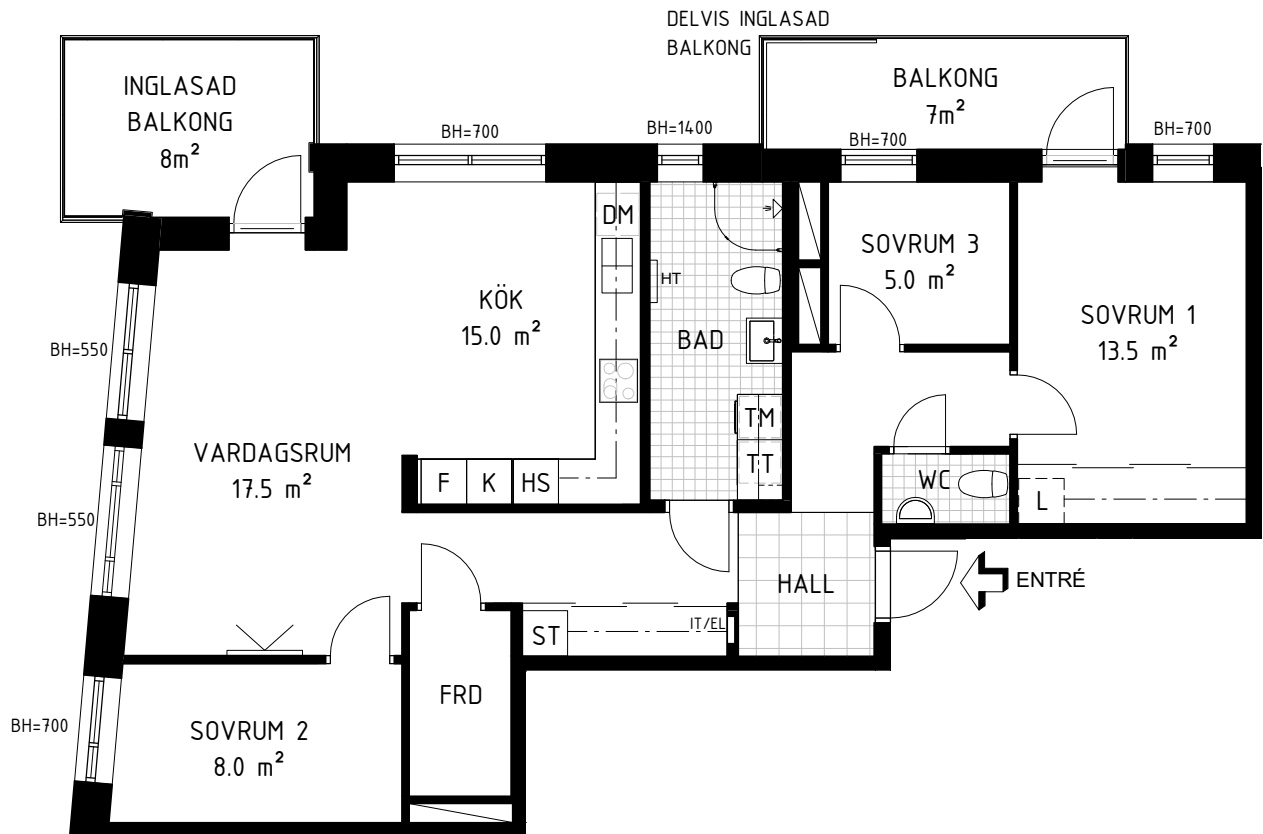 DELVIS INGLASAD
BALKONG
INGLASAD
BALKONG
8m²
BALKONG
7m²
BH=700
BH=1400
BH=700
BH=700
DM
HT
SOVRUM 3
5.0 m²
KÖK
15.0 m²
BAD
SOVRUM 1
13.5 m²
BH=550
TM
TT
VARDAGSRUM
17.5 m²
F
K
HS
WC
L
BH=550
HALL
ENTRÉ
ST
IT/EL
FRD
BH=700
SOVRUM 2
8.0 m²